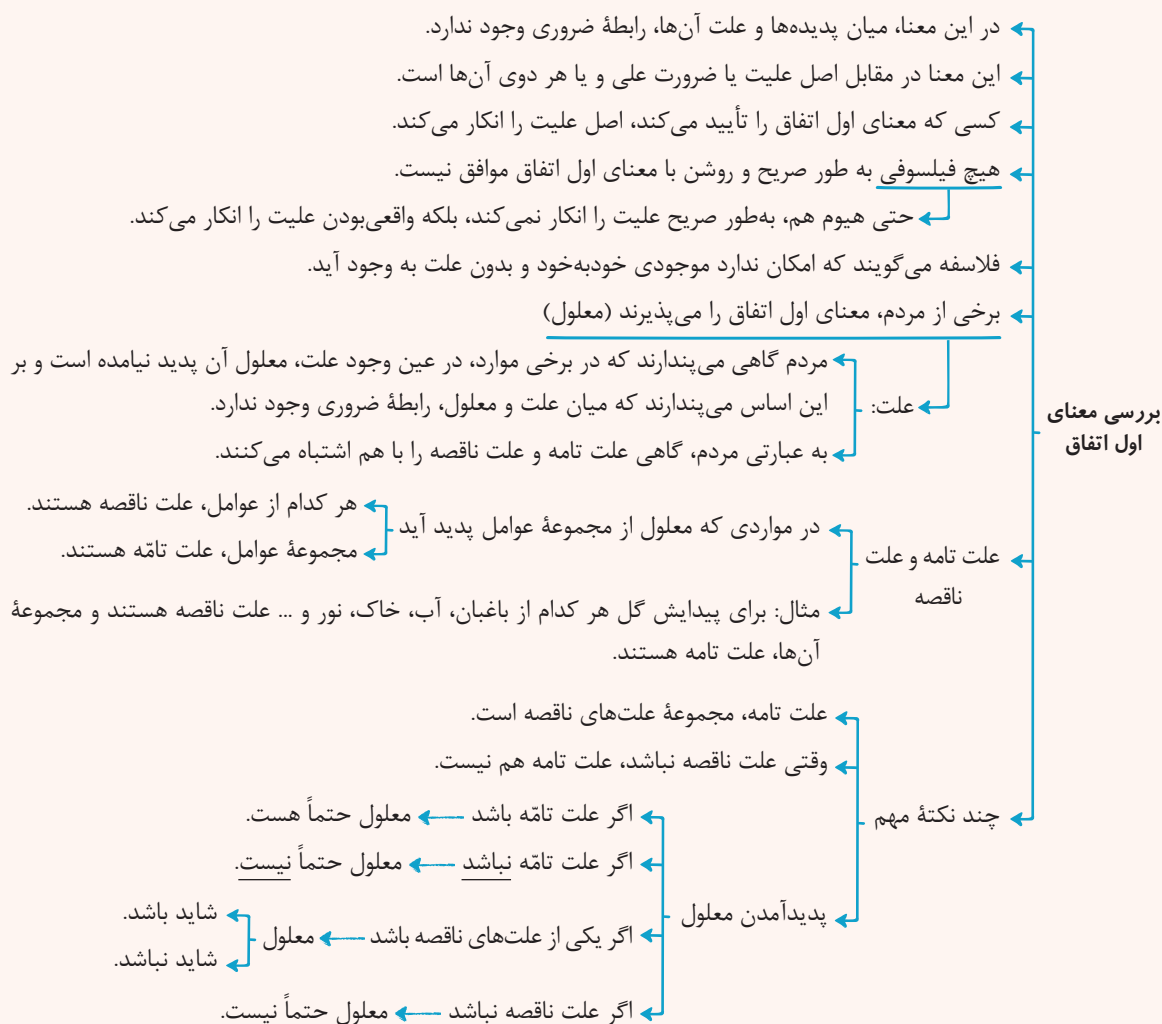 بررسی معنای
اول اتفاق
در این معنا، میان پدیده‌ها و علت آن‌ها، رابطهٔ ضروری وجود ندارد.
این معنا در مقابل اصل علیت یا ضرورت علی و یا هر دوی آن‌ها است.
کسی که معنای اول اتفاق را تأیید می‌کند، اصل علیت را انکار می‌کند.
هیچ فیلسوفی به طور صریح و روشن با معنای اول اتفاق موافق نیست.
حتی هیوم هم، به‌طور صریح علیت را انکار نمی‌کند، بلکه واقعی‌بودن علیت را انکار می‌کند.
فلاسفه می‌گویند که امکان ندارد موجودی خودبه‌خود و بدون علت به وجود آید.
برخی از مردم، معنای اول اتفاق را می‌پذیرند (معلول)
علت:
مردم گاهی می‌پندارند که در برخی موارد، در عین وجود علت، معلول آن پدید نیامده است و بر
این اساس می‌پندارند که میان علت و معلول، رابطهٔ ضروری وجود ندارد.
به عبارتی مردم، گاهی علت تامه و علت ناقصه را با هم اشتباه می‌کنند.
علت تامه و علت
ناقصه
در مواردی که معلول از مجموعهٔ عوامل پدید آید
هر کدام از عوامل، علت ناقصه هستند.
مجموعهٔ عوامل، علت تامّه هستند.
مثال: برای پیدایش گل هر کدام از باغبان، آب، خاک، نور و ... علت ناقصه هستند و مجموعهٔ
آن‌ها، علت تامه هستند.
چند نکتهٔ مهم
علت تامه، مجموعهٔ علت‌های ناقصه است.
وقتی علت ناقصه نباشد، علت تامه هم نیست.
پدیدآمدن معلول
اگر علت تامّه باشد ← معلول حتماً هست.
اگر علت تامّه نباشد ← معلول حتماً نیست.
اگر یکی از علت‌های ناقصه باشد ← معلول
شاید باشد.
شاید نباشد.
اگر علت ناقصه نباشد ← معلول حتماً نیست.